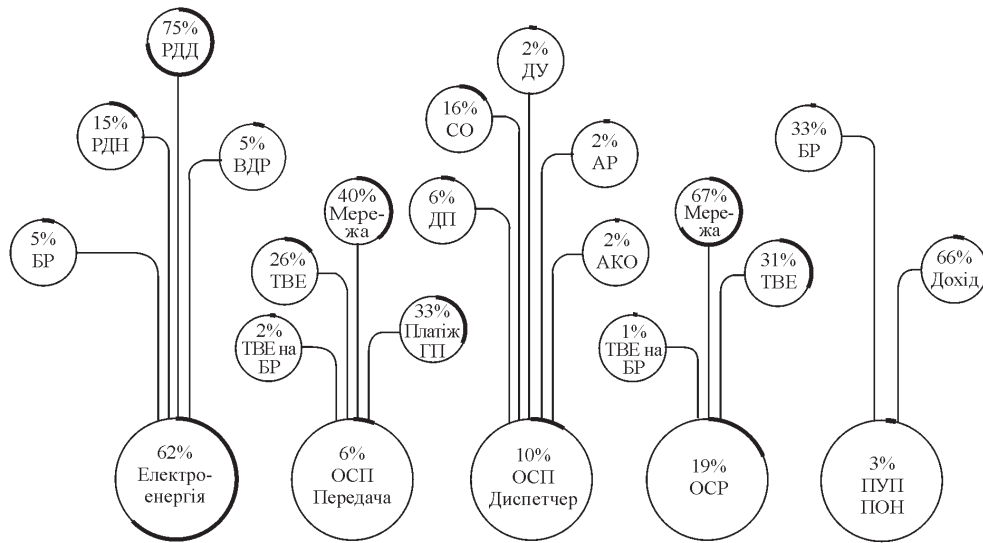 75%
РДД
15%
РДН
5%
ВДР
5%
БР
62%
Електро-
енергія
40%
Мере-
жа
26%
ТВЕ
2%
ТВЕ на
БР
33%
Платіж
ГП
6%
ОСП
Передача
2%
ДУ
16%
СО
2%
АР
6%
ДП
2%
АКО
10%
ОСП
Диспетчер
67%
Мере-
жа
31%
ТВЕ
1%
ТВЕ на
БР
19%
ОСР
33%
БР
66%
Дохід
3%
ПУП
ПОН